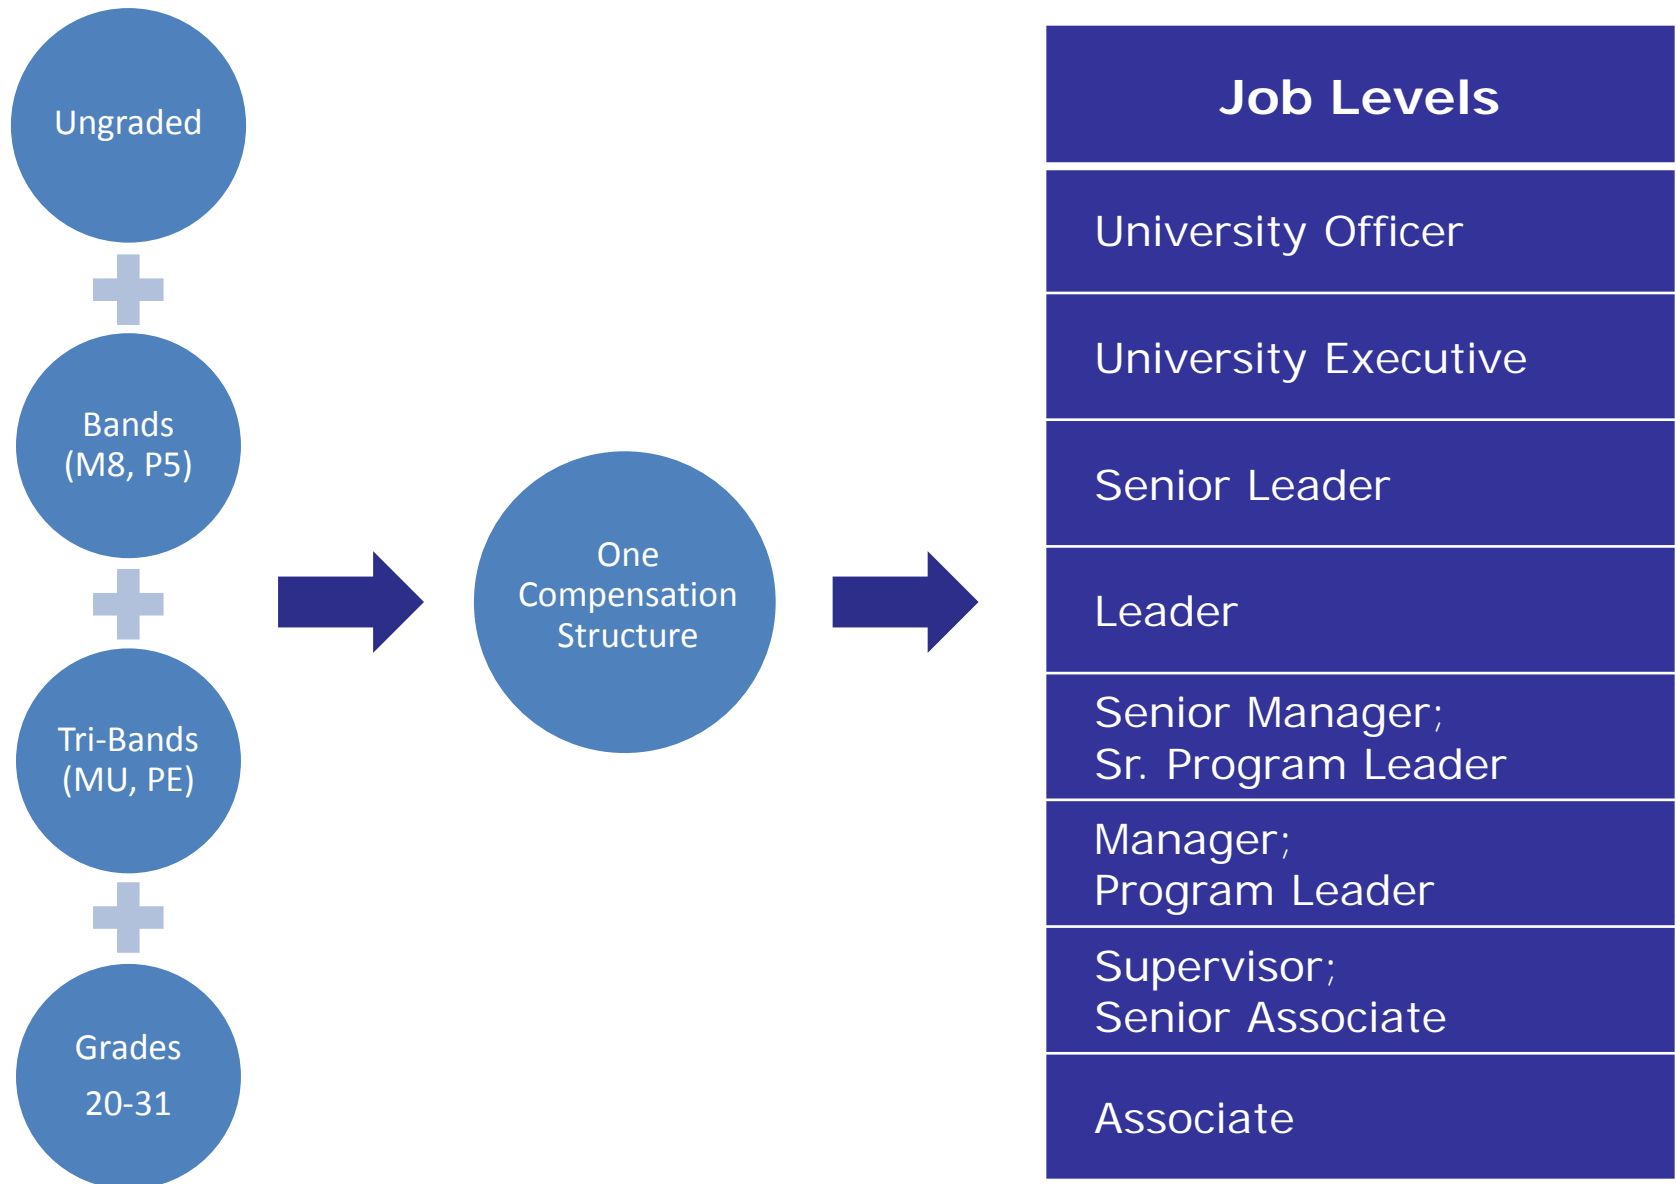 Ungraded
Bands
(M8, P5)
Tri-Bands
(MU, PE)
Grades
20-31
One
Compensation
Structure
Job Levels
University Officer
University Executive
Senior Leader
Leader
Senior Manager;
Sr. Program Leader
Manager;
Program Leader
Supervisor;
Senior Associate
Associate